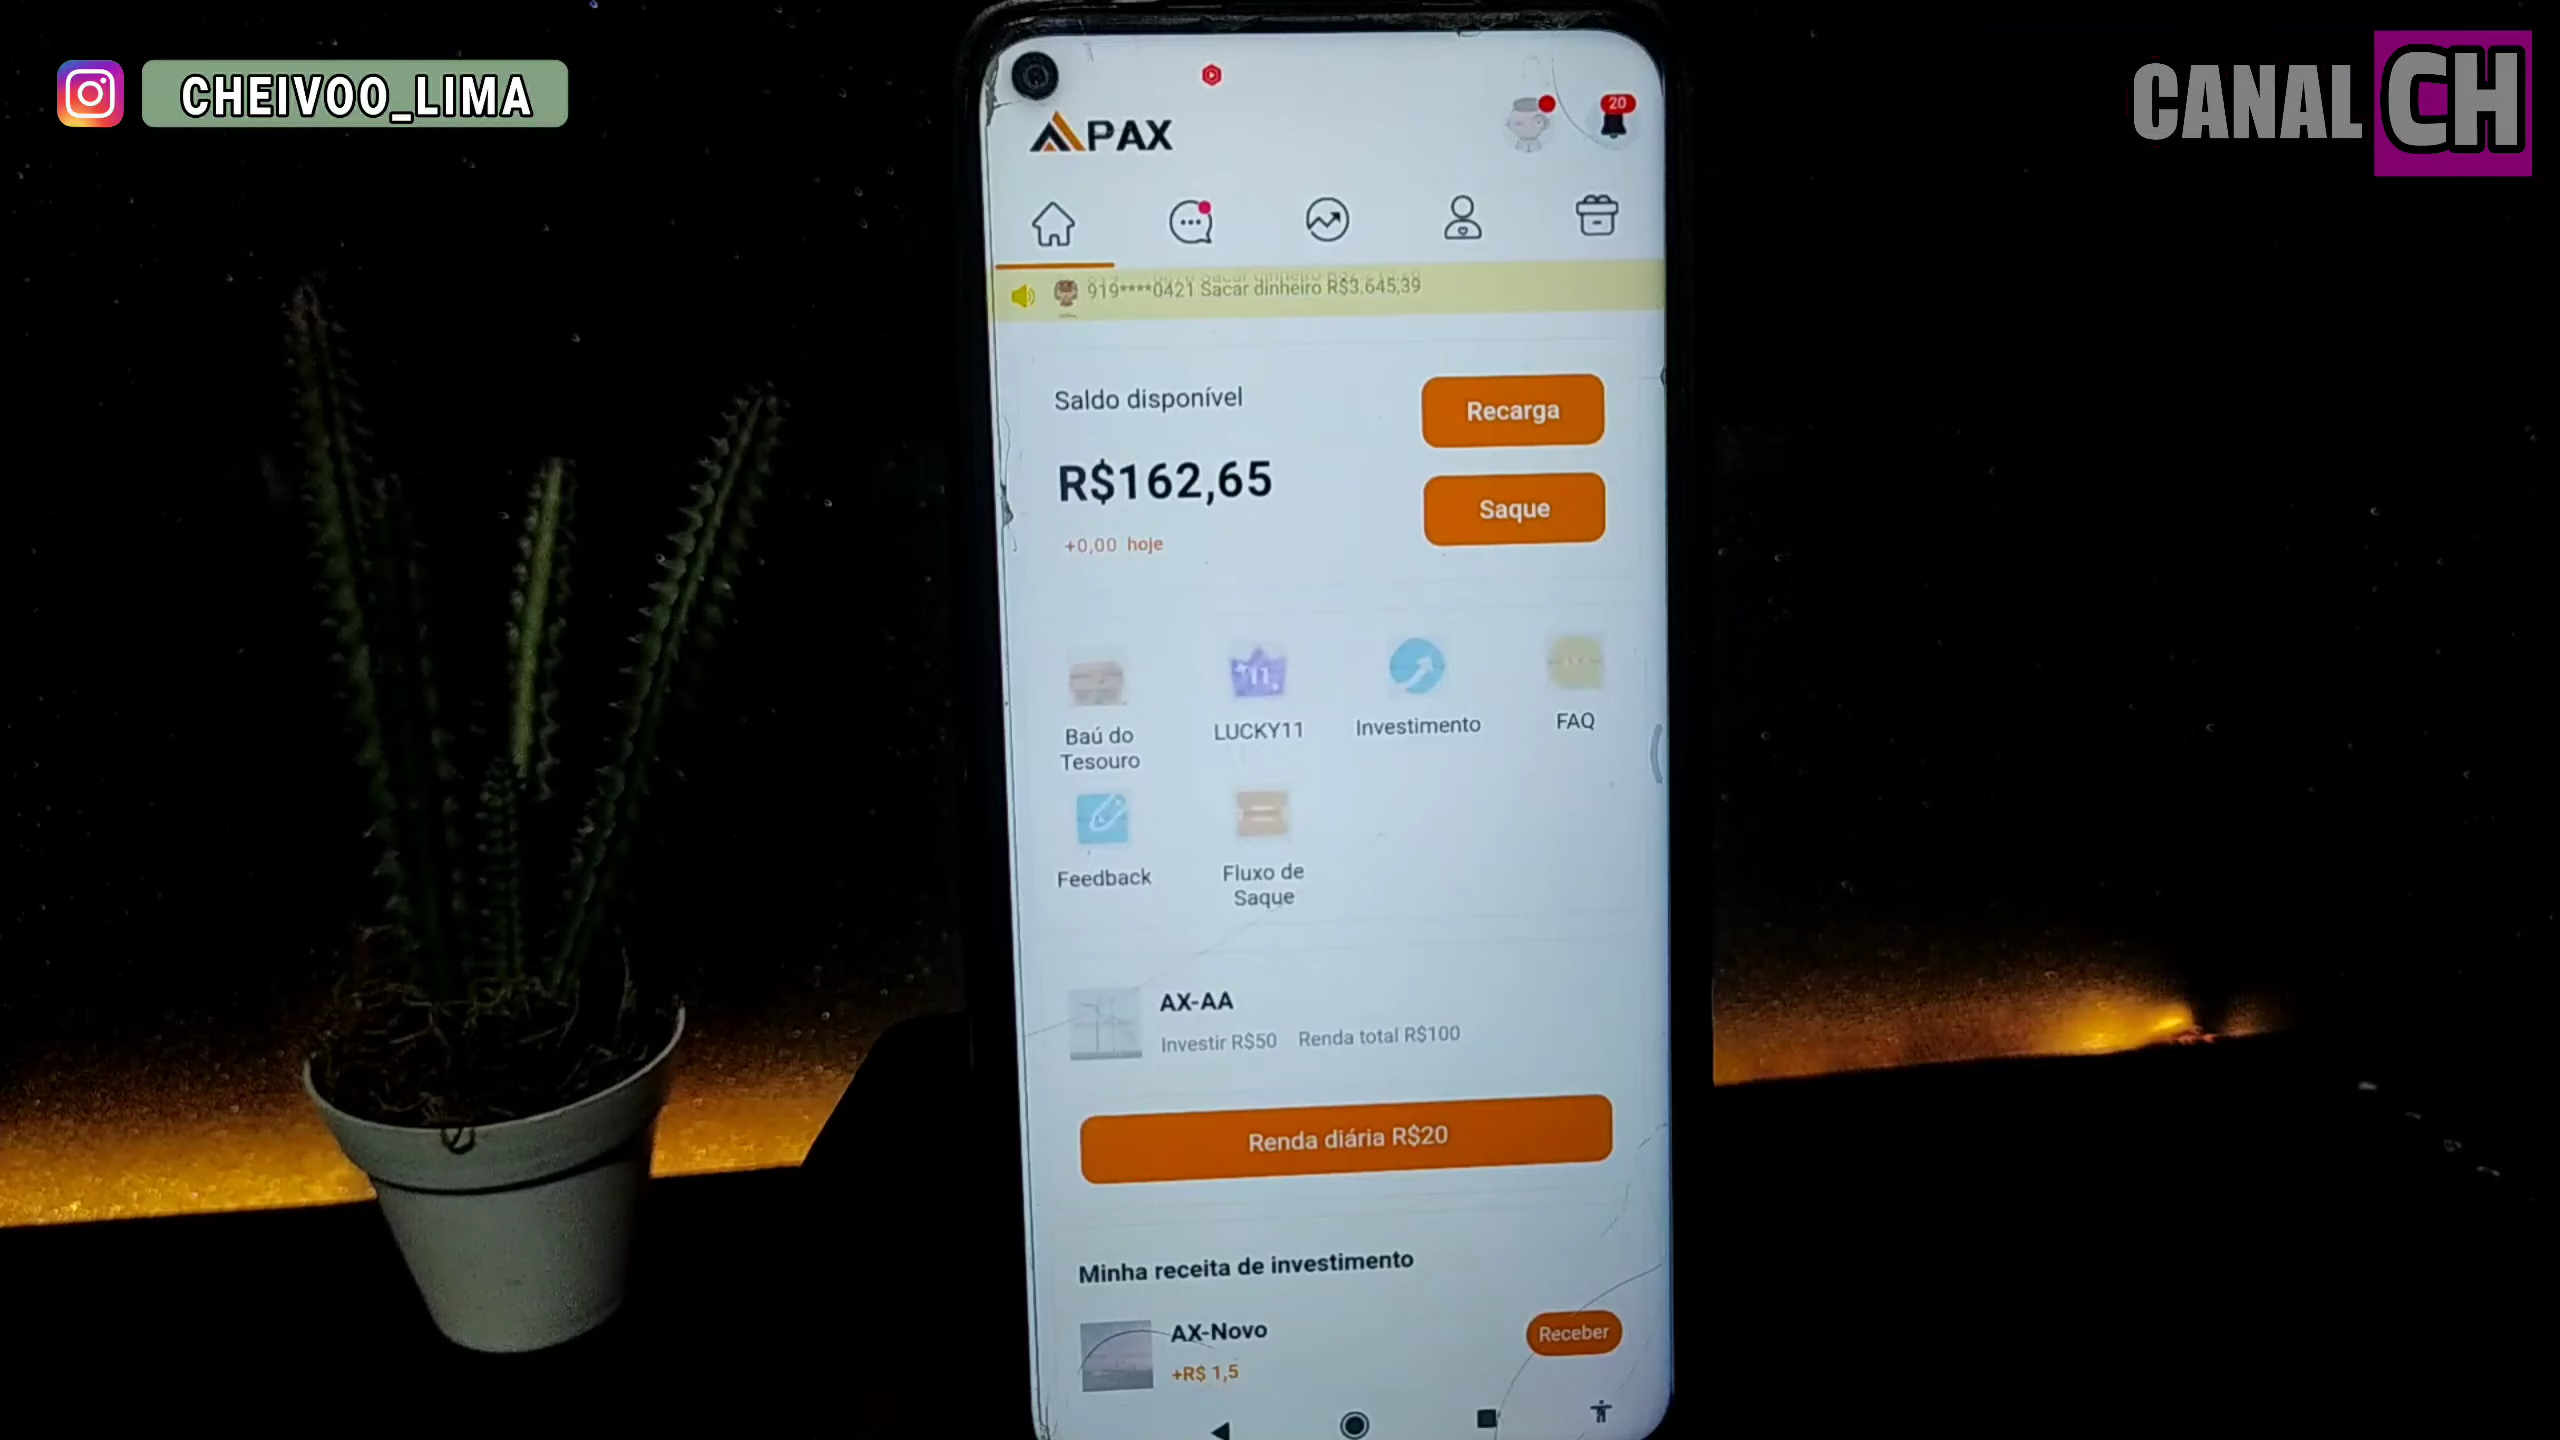 CHEIVOO_LIMA
CANAL CH
PAX
20
919****0421 Sacar dinheiro R$3.645,39
Saldo disponível
Recarga
R$162,65
Saque
+0,00 hoje
Baú do
Tesouro
LUCKY11
Investimento
FAQ
Feedback
Fluxo de
Saque
AX-AA
Investir R$50 Renda total R$100
Renda diária R$20
Minha receita de investimento
AX-Novo
Receber
+R$ 1,5